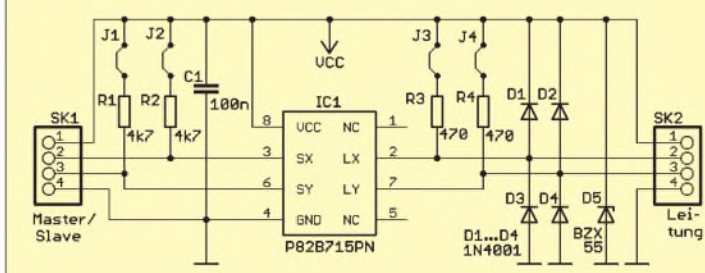 J1
J2
J3
J4
VCC
C1
100n
R1
4k7
R2
4k7
IC1
R3
470
R4
470
D1
D2
SK1
1
2
3
4
Master/
Slave
8
VCC
NC
1
3
SX
LX
2
6
SY
LY
7
4
GND
NC
5
P82B715PN
D3
D4
D5
D1...D4
1N4001
BZX
55
SK2
1
2
3
4
Lei-
tung